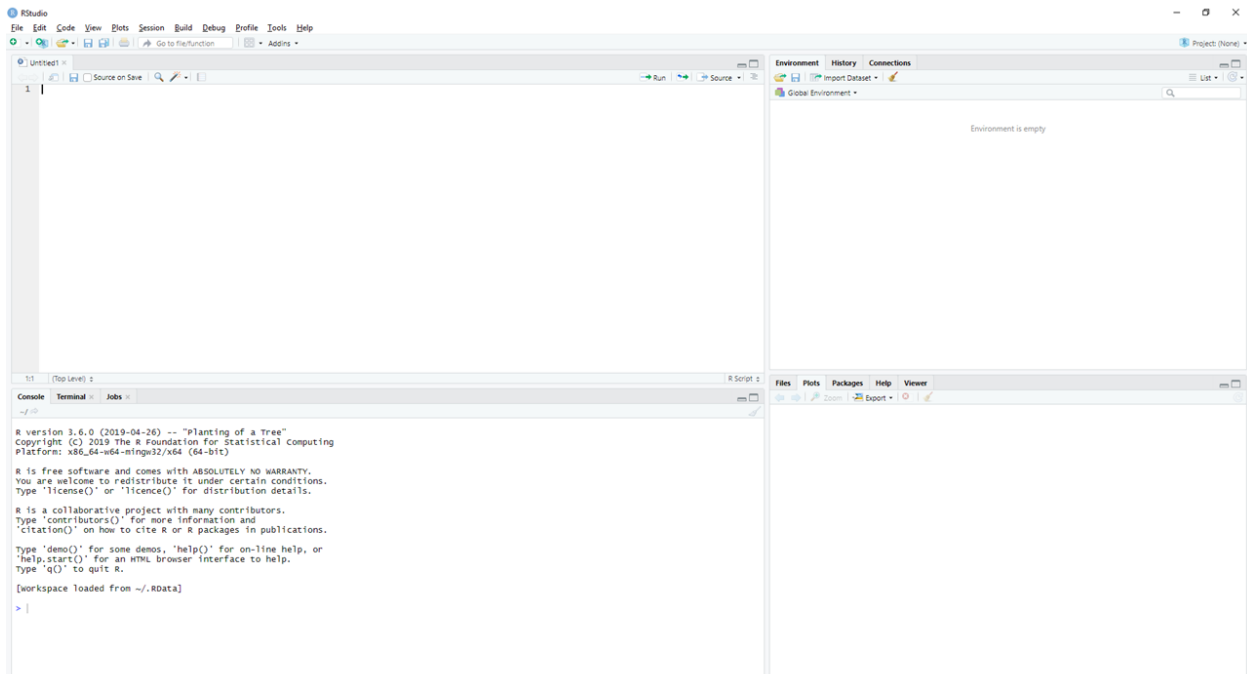 RStudio
File Edit Code View Plots Session Build Debug Profile Tools Help
Go to file/function Addins Project: (None)
Untitled1
Source on Save Run Source
1
1:1 (Top Level) R Script
Console Terminal Jobs
~/
R version 3.6.0 (2019-04-26) -- "Planting of a Tree"
Copyright (C) 2019 The R Foundation for Statistical Computing
Platform: x86_64-w64-mingw32/x64 (64-bit)
R is free software and comes with ABSOLUTELY NO WARRANTY.
You are welcome to redistribute it under certain conditions.
Type 'license()' or 'licence()' for distribution details.
R is a collaborative project with many contributors.
Type 'contributors()' for more information and
'citation()' on how to cite R or R packages in publications.
Type 'demo()' for some demos, 'help()' for on-line help, or
'help.start()' for an HTML browser interface to help.
Type 'q()' to quit R.
[Workspace loaded from ~/.RData]
>
Environment History Connections
Import Dataset List
Global Environment
Environment is empty
Files Plots Packages Help Viewer
Zoom Export